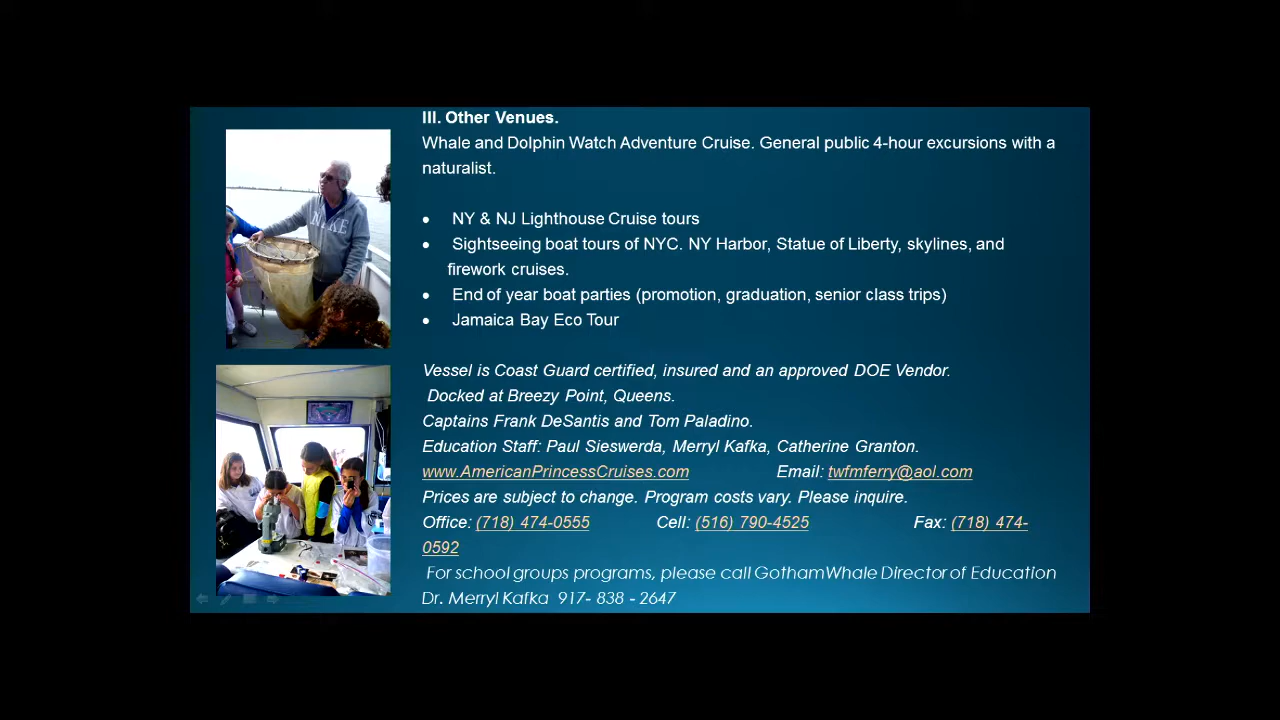 III. Other Venues.
Whale and Dolphin Watch Adventure Cruise. General public 4-hour excursions with a
naturalist.
• NY & NJ Lighthouse Cruise tours
• Sightseeing boat tours of NYC. NY Harbor, Statue of Liberty, skylines, and
firework cruises.
• End of year boat parties (promotion, graduation, senior class trips)
• Jamaica Bay Eco Tour
Vessel is Coast Guard certified, insured and an approved DOE Vendor.
Docked at Breezy Point, Queens.
Captains Frank DeSantis and Tom Paladino.
Education Staff: Paul Sieswerda, Merryl Kafka, Catherine Granton.
www.AmericanPrincessCruises.com Email: twfmferry@aol.com
Prices are subject to change. Program costs vary. Please inquire.
Office: (718) 474-0555 Cell: (516) 790-4525 Fax: (718) 474-
0592
For school groups programs, please call GothamWhale Director of Education
Dr. Merryl Kafka 917- 838 - 2647